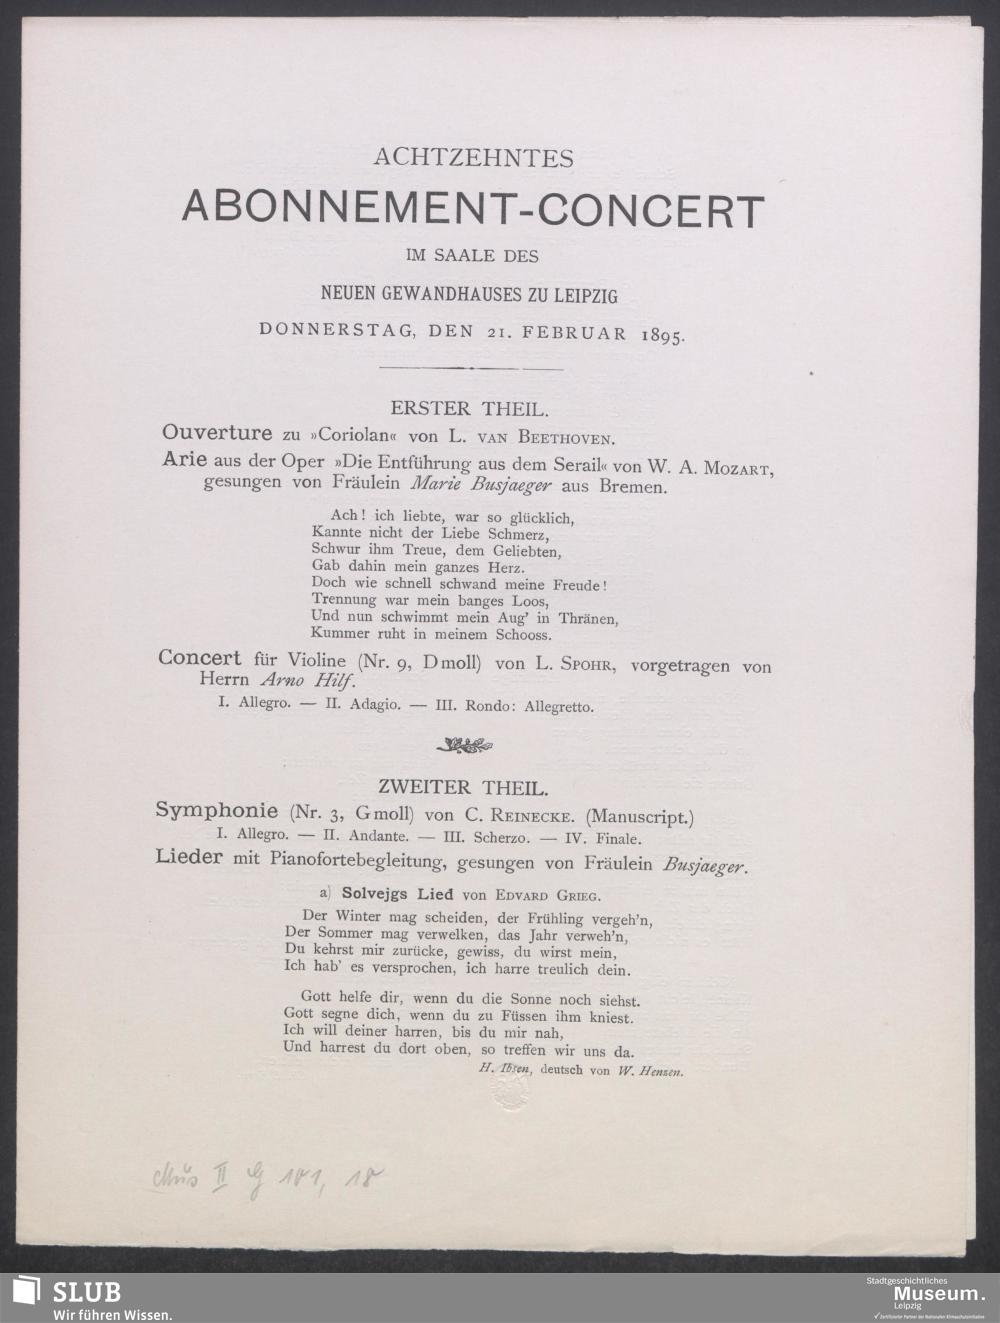 ACHTZEHNTES
ABONNEMENT-CONCERT
IM SAALE DES
NEUEN GEWANDHAUSES ZU LEIPZIG
DONNERSTAG, DEN 21. FEBRUAR 1895.
ERSTER THEIL.
Ouverture zu »Coriolan« von L. VAN BEETHOVEN.
Arie aus der Oper »Die Entführung aus dem Serail« von W. A. MOZART,
gesungen von Fräulein Marie Busjaeger aus Bremen.
Ach! ich liebte, war so glücklich,
Kannte nicht der Liebe Schmerz,
Schwur ihm Treue, dem Geliebten,
Gab dahin mein ganzes Herz.
Doch wie schnell schwand meine Freude!
Trennung war mein banges Loos,
Und nun schwimmt mein Aug' in Thränen,
Kummer ruht in meinem Schooss.
Concert für Violine (Nr. 9, Dmoll) von L. SPOHR, vorgetragen von
Herrn Arno Hilf.
I. Allegro. — II. Adagio. — III. Rondo: Allegretto.
ZWEITER THEIL.
Symphonie (Nr. 3, Gmoll) von C. REINECKE. (Manuscript.)
I. Allegro. — II. Andante. — III. Scherzo. — IV. Finale.
Lieder mit Pianofortebegleitung, gesungen von Fräulein Busjaeger.
a) Solvejgs Lied von EDVARD GRIEG.
Der Winter mag scheiden, der Frühling vergeh'n,
Der Sommer mag verwelken, das Jahr verweh'n,
Du kehrst mir zurücke, gewiss, du wirst mein,
Ich hab' es versprochen, ich harre treulich dein.
Gott helfe dir, wenn du die Sonne noch siehst.
Gott segne dich, wenn du zu Füssen ihm kniest.
Ich will deiner harren, bis du mir nah,
Und harrest du dort oben, so treffen wir uns da.
H. Ibsen, deutsch von W. Henzen.
Mus II G 181, 18
SLUB
Wir führen Wissen.
Stadtgeschichtliches
Museum.
Leipzig
Zertifizierter Partner der Nationalen Klimaschutzinitiative